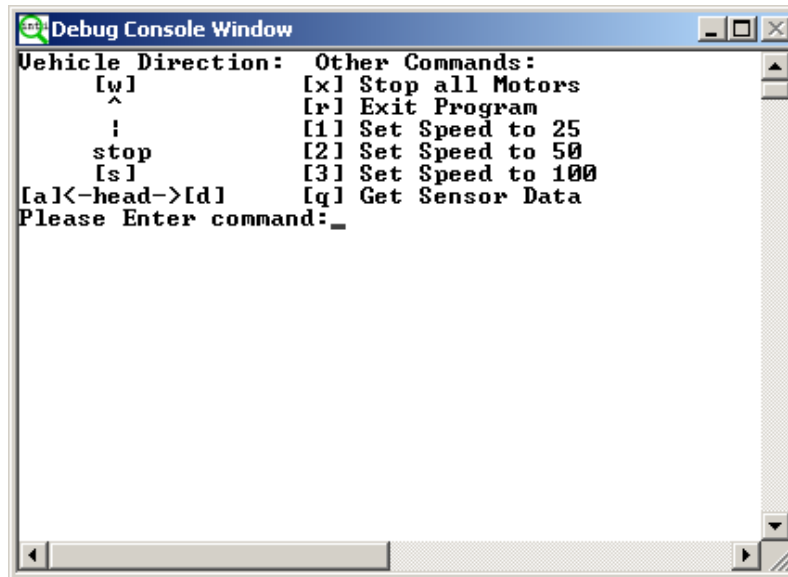 Debug Console Window
Vehicle Direction:  Other Commands:
[w]  [x] Stop all Motors
^  [r] Exit Program
¦  [1] Set Speed to 25
stop  [2] Set Speed to 50
[s]  [3] Set Speed to 100
[a]<-head->[d]  [q] Get Sensor Data
Please Enter command:_